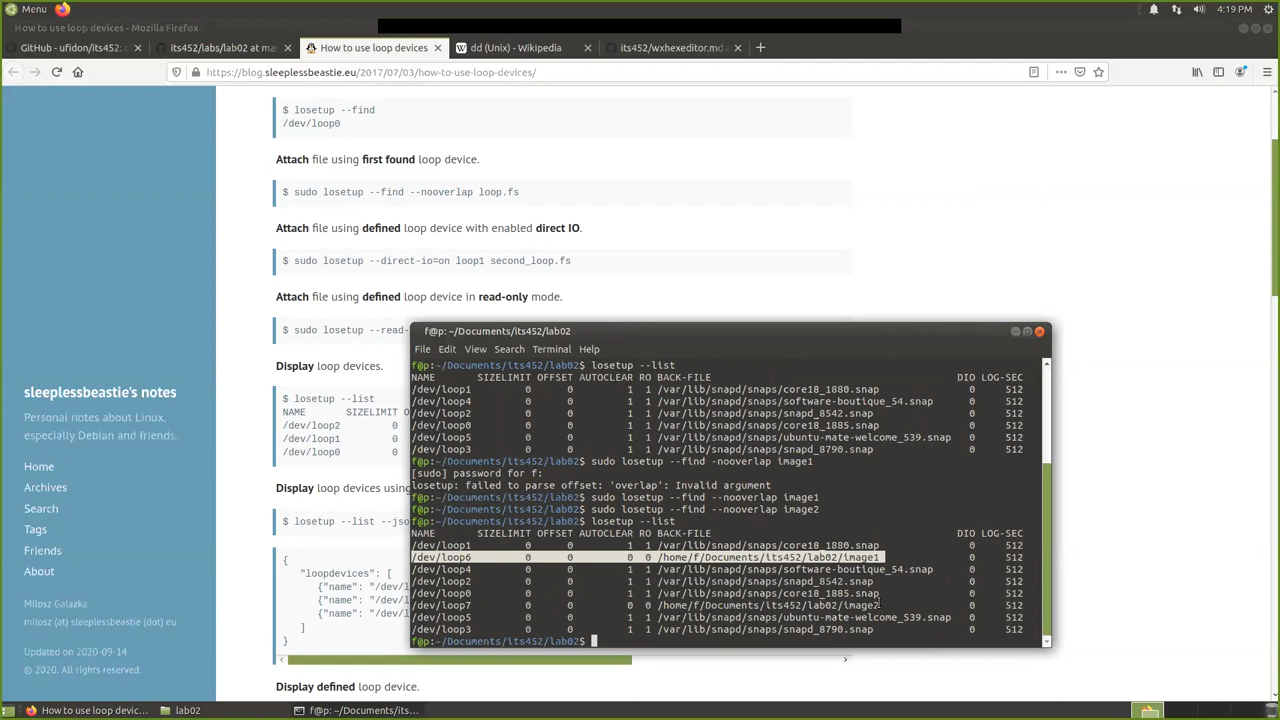 Menu
4:19 PM
How to use loop devices - Mozilla Firefox
GitHub - ufidon/its452: c
its452/labs/lab02 at mas
How to use loop devices
dd (Unix) - Wikipedia
its452/wxhexeditor.md a
https://blog.sleeplessbeastie.eu/2017/07/03/how-to-use-loop-devices/
$ losetup --find
/dev/loop0
Attach file using first found loop device.
$ sudo losetup --find --nooverlap loop.fs
Attach file using defined loop device with enabled direct IO.
$ sudo losetup --direct-io=on loop1 second_loop.fs
Attach file using defined loop device in read-only mode.
$ sudo losetup --read-
Display loop devices.
$ losetup --list
NAME SIZELIMIT O
/dev/loop2 0
/dev/loop1 0
/dev/loop0 0
Display loop devices using
$ losetup --list --jso
{
"loopdevices": [
{"name": "/dev/l
{"name": "/dev/l
{"name": "/dev/l
]
}
Display defined loop device.
sleeplessbeastie's notes
Personal notes about Linux,
especially Debian and friends.
Home
Archives
Search
Tags
Friends
About
Milosz Galazka
milosz (at) sleeplessbeastie (dot) eu
Updated on 2020-09-14
© 2020. All rights reserved.
f@p: ~/Documents/its452/lab02
File Edit View Search Terminal Help
f@p:~/Documents/its452/lab02$ losetup --list
NAME SIZELIMIT OFFSET AUTOCLEAR RO BACK-FILE DIO LOG-SEC
/dev/loop1 0 0 1 1 /var/lib/snapd/snaps/core18_1880.snap 0 512
/dev/loop4 0 0 1 1 /var/lib/snapd/snaps/software-boutique_54.snap 0 512
/dev/loop2 0 0 1 1 /var/lib/snapd/snaps/snapd_8542.snap 0 512
/dev/loop0 0 0 1 1 /var/lib/snapd/snaps/core18_1885.snap 0 512
/dev/loop5 0 0 1 1 /var/lib/snapd/snaps/ubuntu-mate-welcome_539.snap 0 512
/dev/loop3 0 0 1 1 /var/lib/snapd/snaps/snapd_8790.snap 0 512
f@p:~/Documents/its452/lab02$ sudo losetup --find -nooverlap image1
[sudo] password for f:
losetup: failed to parse offset: 'overlap': Invalid argument
f@p:~/Documents/its452/lab02$ sudo losetup --find --nooverlap image1
f@p:~/Documents/its452/lab02$ sudo losetup --find --nooverlap image2
f@p:~/Documents/its452/lab02$ losetup --list
NAME SIZELIMIT OFFSET AUTOCLEAR RO BACK-FILE DIO LOG-SEC
/dev/loop1 0 0 1 1 /var/lib/snapd/snaps/core18_1880.snap 0 512
/dev/loop6 0 0 0 0 /home/f/Documents/its452/lab02/image1 0 512
/dev/loop4 0 0 1 1 /var/lib/snapd/snaps/software-boutique_54.snap 0 512
/dev/loop2 0 0 1 1 /var/lib/snapd/snaps/snapd_8542.snap 0 512
/dev/loop0 0 0 1 1 /var/lib/snapd/snaps/core18_1885.snap 0 512
/dev/loop7 0 0 0 0 /home/f/Documents/its452/lab02/image2 0 512
/dev/loop5 0 0 1 1 /var/lib/snapd/snaps/ubuntu-mate-welcome_539.snap 0 512
/dev/loop3 0 0 1 1 /var/lib/snapd/snaps/snapd_8790.snap 0 512
f@p:~/Documents/its452/lab02$
How to use loop devic...
lab02
f@p: ~/Documents/its...